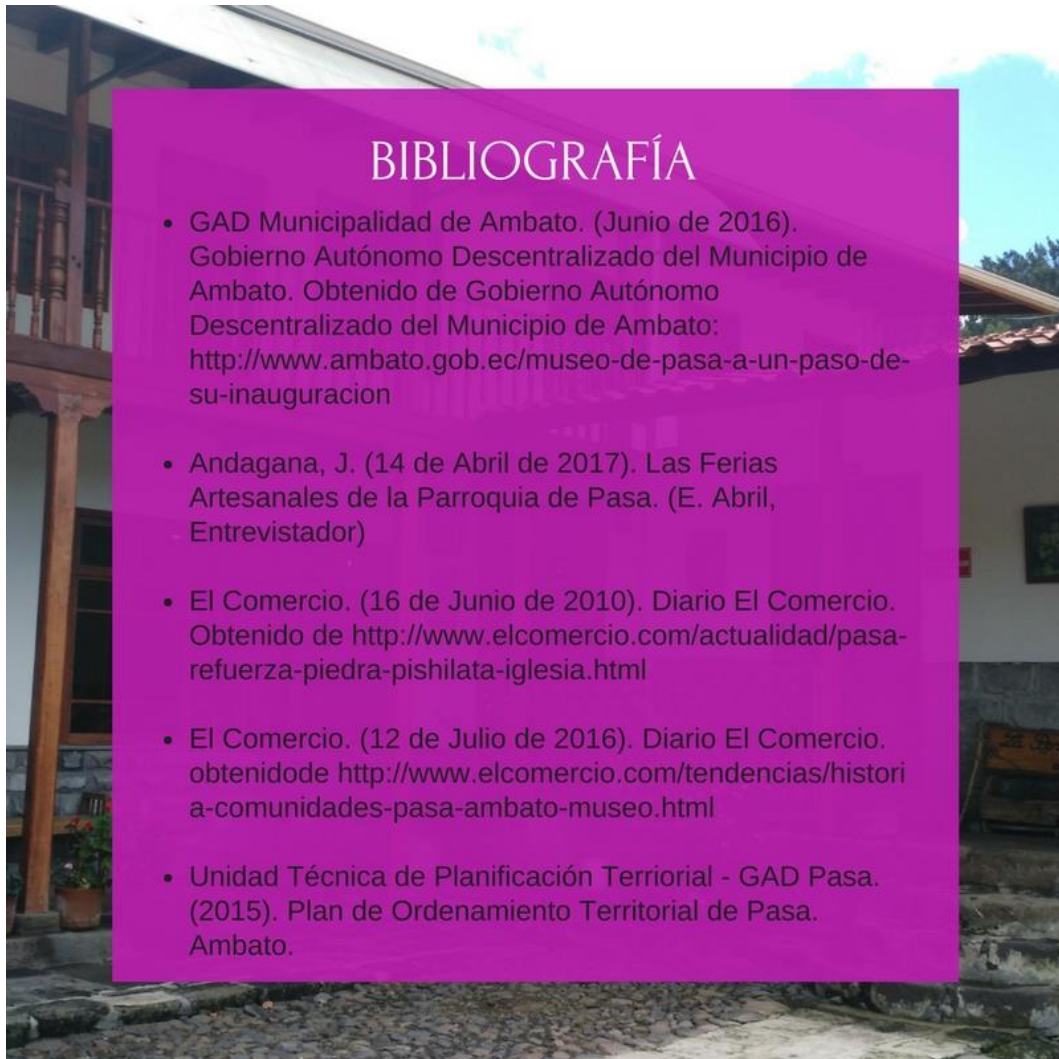 BIBLIOGRAFÍA
• GAD Municipalidad de Ambato. (Junio de 2016).
Gobierno Autónomo Descentralizado del Municipio de
Ambato. Obtenido de Gobierno Autónomo
Descentralizado del Municipio de Ambato:
http://www.ambato.gob.ec/museo-de-pasa-a-un-paso-de-
su-inauguracion
• Andagana, J. (14 de Abril de 2017). Las Ferias
Artesanales de la Parroquia de Pasa. (E. Abril,
Entrevistador)
• El Comercio. (16 de Junio de 2010). Diario El Comercio.
Obtenido de http://www.elcomercio.com/actualidad/pasa-
refuerza-piedra-pishilata-iglesia.html
• El Comercio. (12 de Julio de 2016). Diario El Comercio.
obtenidode http://www.elcomercio.com/tendencias/histori
a-comunidades-pasa-ambato-museo.html
• Unidad Técnica de Planificación Terriorial - GAD Pasa.
(2015). Plan de Ordenamiento Territorial de Pasa.
Ambato.